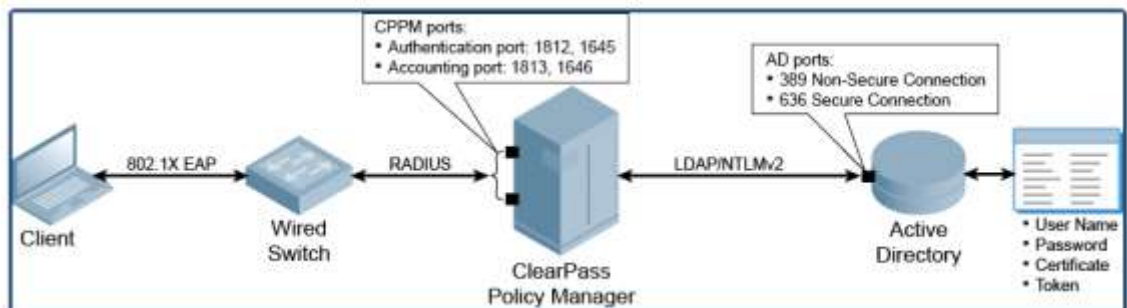 CPPM ports:
• Authentication port: 1812, 1645
• Accounting port: 1813, 1646
AD ports:
• 389 Non-Secure Connection
• 636 Secure Connection
802.1X EAP
RADIUS
LDAP/NTLMv2
Client
Wired
Switch
ClearPass
Policy Manager
Active
Directory
• User Name
• Password
• Certificate
• Token